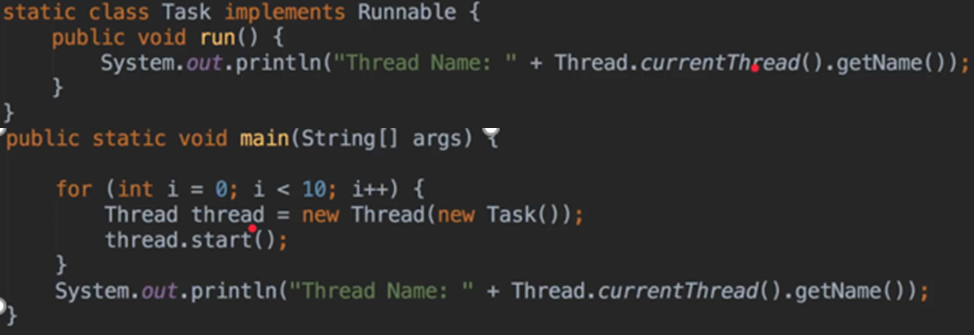 static class Task implements Runnable {
public void run() {
System.out.println("Thread Name: " + Thread.currentThread().getName());
}
}
public static void main(String[] args) {
for (int i = 0; i < 10; i++) {
Thread thread = new Thread(new Task());
thread.start();
}
System.out.println("Thread Name: " + Thread.currentThread().getName());
}